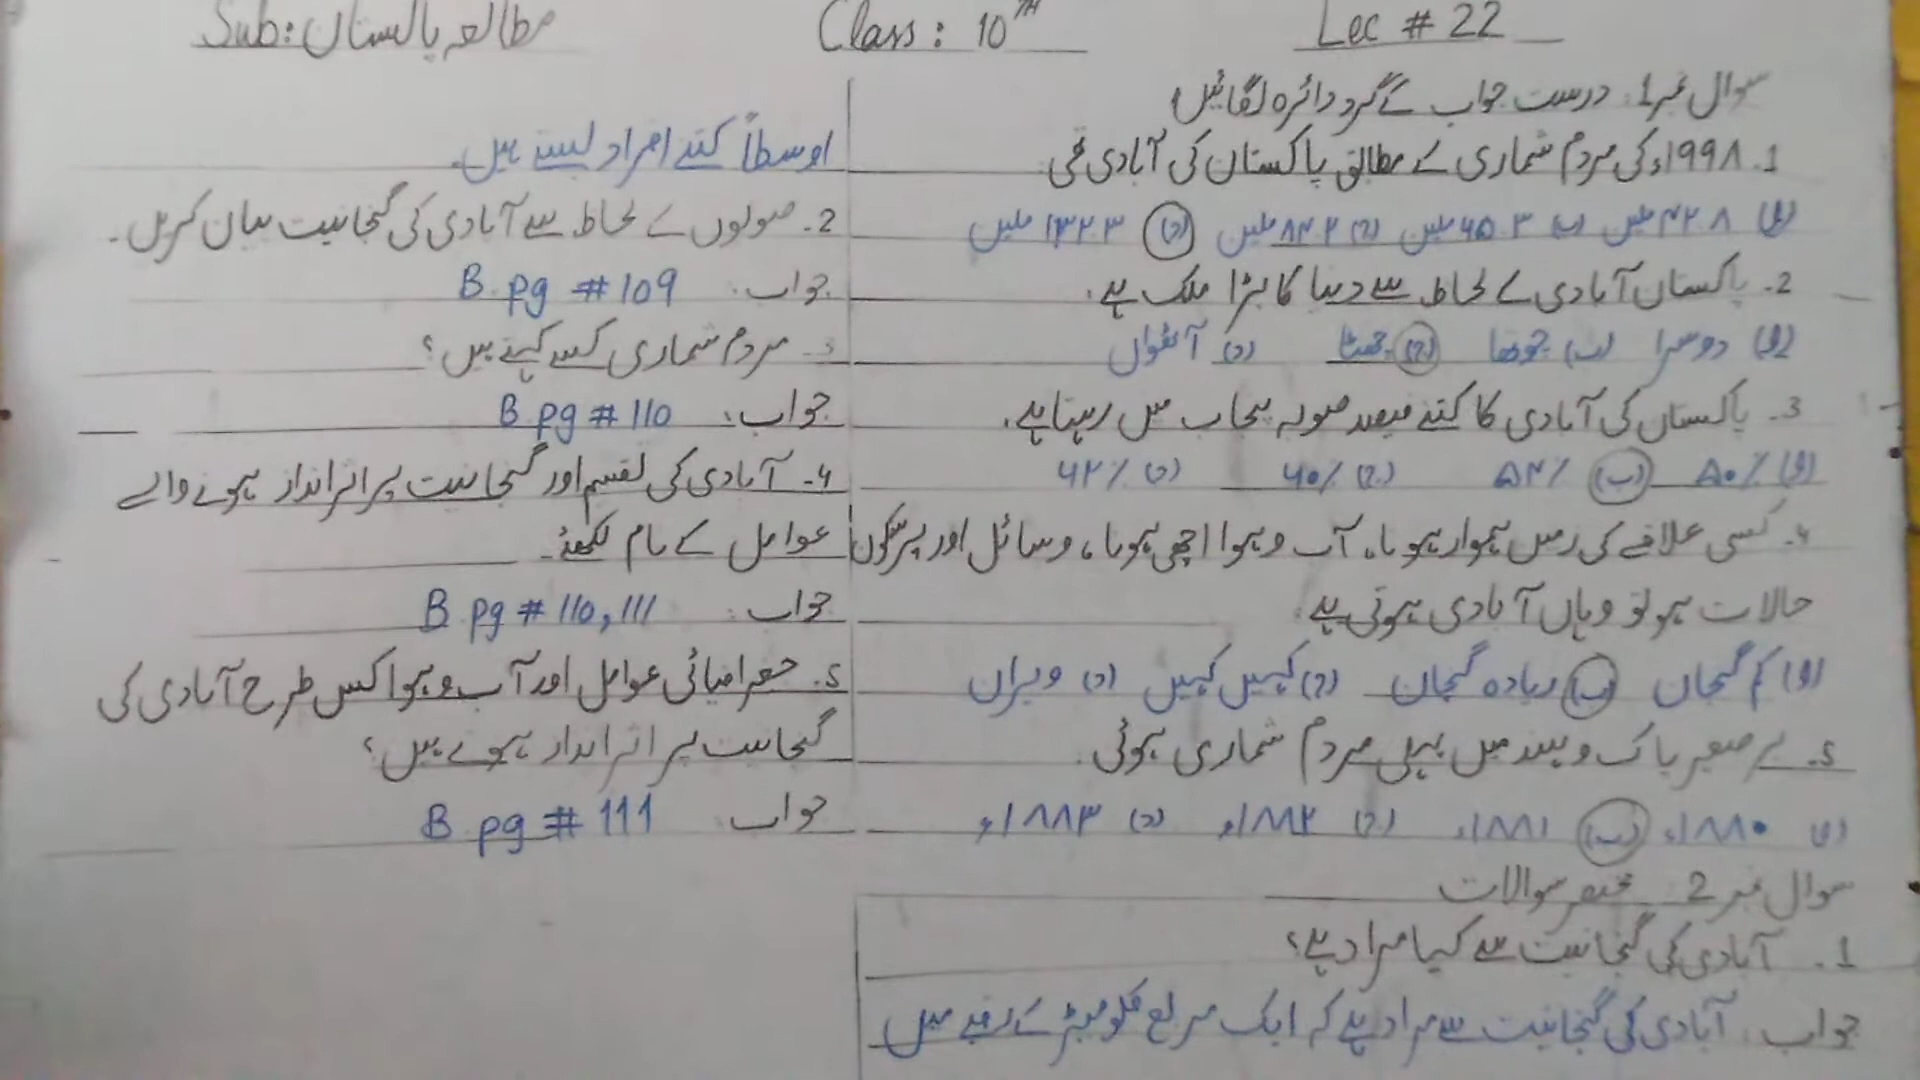 Sub: مطالعہ پاکستان Class: 10TH Lec # 22
سوال نمبر 1. درست جواب کے گرد دائرہ لگائیں
1. ۱۹۹۸ء کی مردم شماری کے مطابق پاکستان کی آبادی تھی
(ا) ۴۲.۸ ملین (ب) ۶۵.۳ ملین (ج) ۸۴.۲ ملین (د) ۱۳۲.۳ ملین
2. پاکستان آبادی کے لحاظ سے دنیا کا بڑا ملک ہے.
(ا) دوسرا (ب) چوتھا (ج) چھٹا (د) آٹھواں
3. پاکستان کی آبادی کا کتنے فیصد صوبہ پنجاب میں رہتا ہے.
(ا) ۵۰٪ (ب) ۵۴٪ (ج) ۶۰٪ (د) ۶۲٪
۴. کسی علاقے کی زمین ہموار ہونا، آب و ہوا اچھی ہونا، وسائل اور پرسکون
حالات ہو تو وہاں آبادی ہوتی ہے.
(ا) کم گنجان (ب) زیادہ گنجان (ج) کہیں کہیں (د) ویران
5. برصغیر پاک و ہند میں پہلی مردم شماری ہوئی.
(ا) ۱۸۸۰ء (ب) ۱۸۸۱ء (ج) ۱۸۸۲ء (د) ۱۸۸۳ء
سوال نمبر 2 مختصر سوالات
1. آبادی کی گنجانیت سے کیا مراد ہے؟
جواب. آبادی کی گنجانیت سے مراد ہے کہ ایک مربع کلومیٹر کے رقبے میں
اوسطاً کتنے افراد بستے ہیں.
2. صوبوں کے لحاظ سے آبادی کی گنجانیت بیان کریں.
جواب. B pg # 109
3. مردم شماری کسے کہتے ہیں؟
جواب. B pg # 110
4. آبادی کی تقسیم اور گنجانیت پر اثرانداز ہونے والے
عوامل کے نام لکھئے.
جواب. B pg # 110, 111
5. جغرافیائی عوامل اور آب و ہوا کس طرح آبادی کی
گنجانیت پر اثرانداز ہوتے ہیں؟
جواب B pg # 111